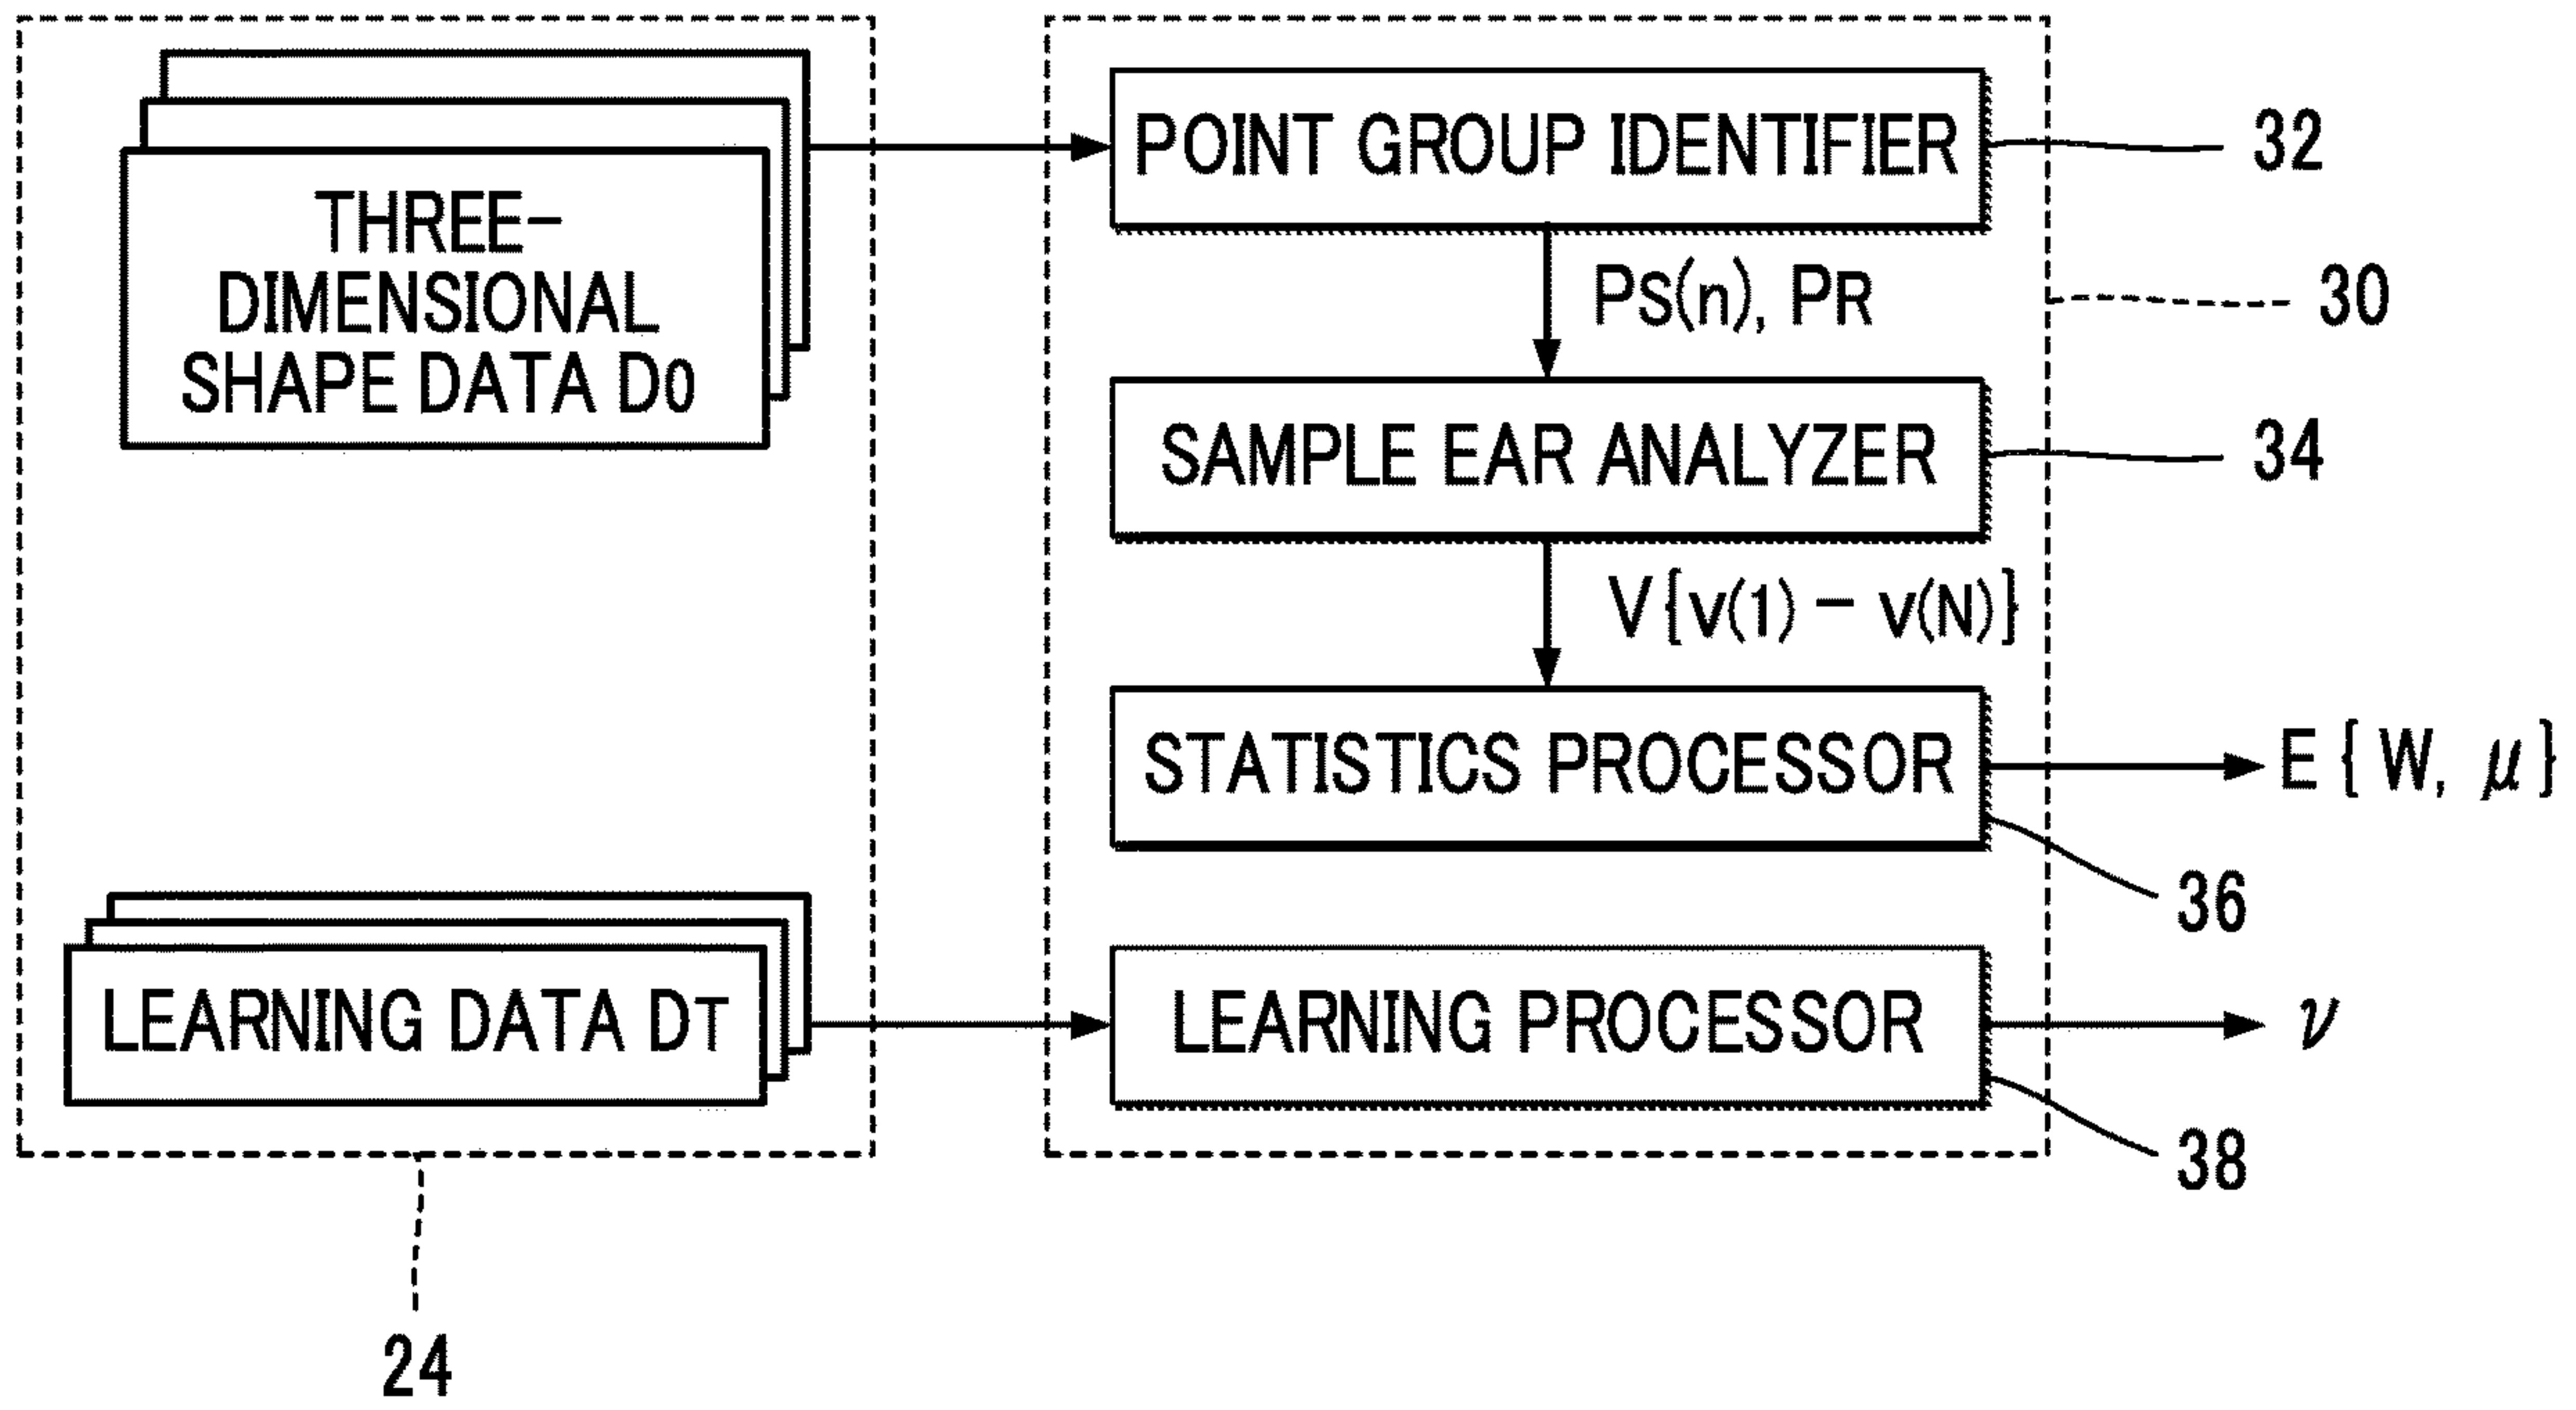 THREE-
DIMENSIONAL
SHAPE DATA D0
POINT GROUP IDENTIFIER
32
PS(n), PR
30
SAMPLE EAR ANALYZER
34
V{v(1) − v(N)}
STATISTICS PROCESSOR
E { W, μ }
36
LEARNING DATA DT
LEARNING PROCESSOR
ν
38
24